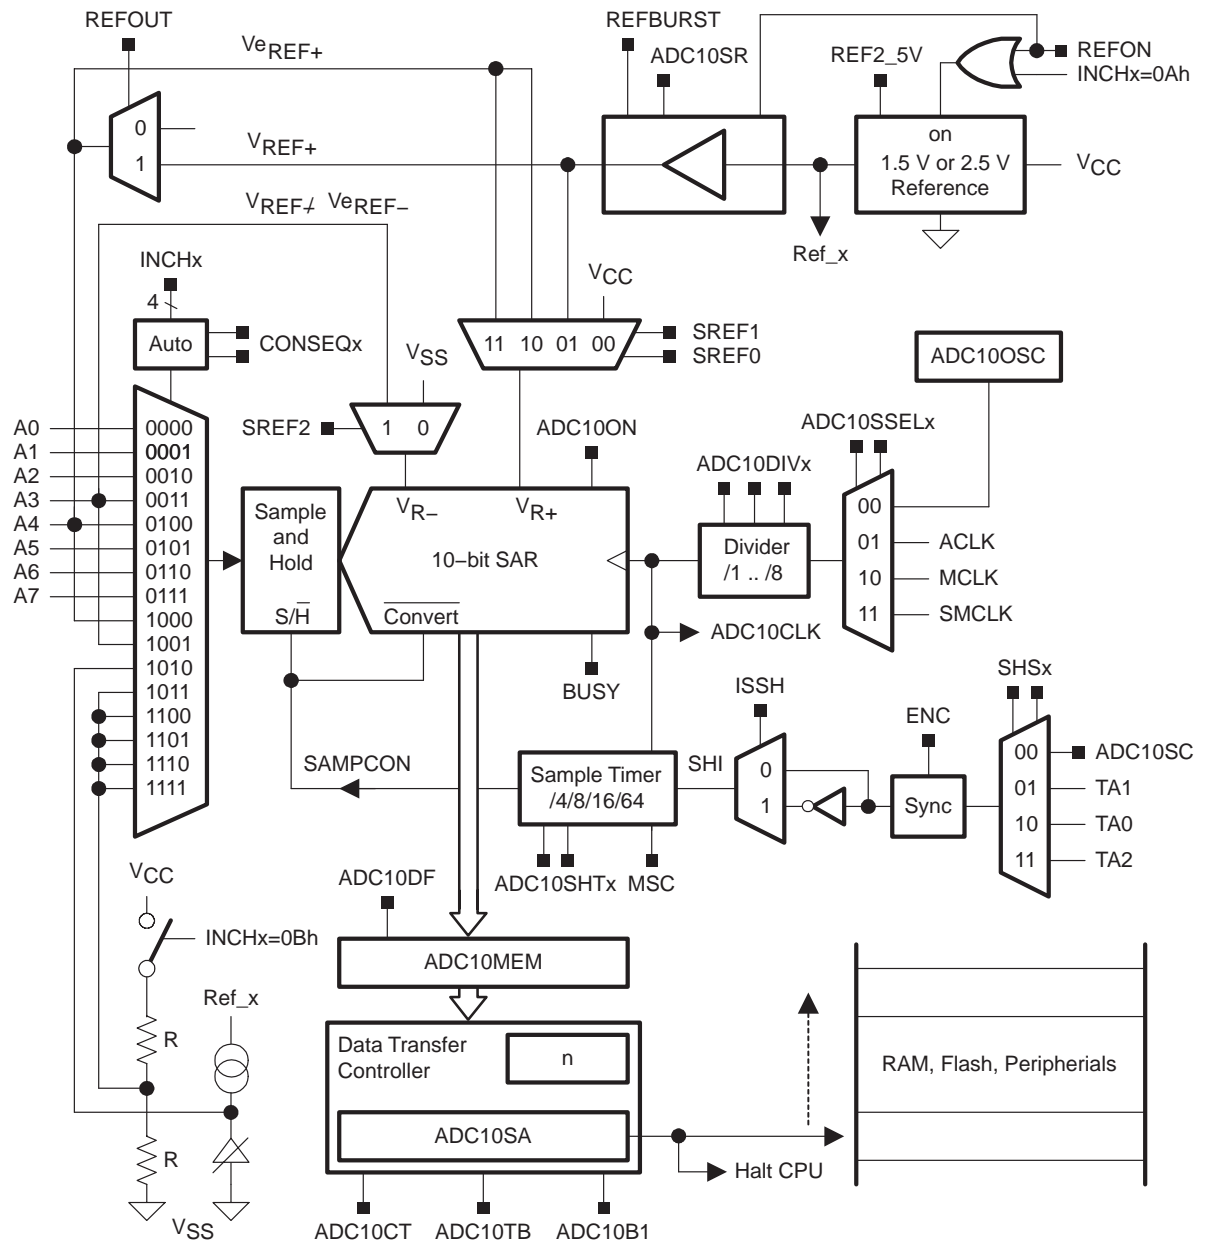 REFOUT
REFBURST
VeREF+
ADC10SR
REF2_5V
REFON
INCHx=0Ah
0
1
VREF+
on
1.5 V or 2.5 V
Reference
VCC
VREF− VeREF−
Ref_x
INCHx
4
VCC
Auto
CONSEQx
11 10 01 00
SREF1
SREF0
VSS
ADC10OSC
SREF2
1 0
ADC10ON
ADC10SSELx
ADC10DIVx
A0
A1
A2
A3
A4
A5
A6
A7
0000
0001
0010
0011
0100
0101
0110
0111
1000
1001
1010
1011
1100
1101
1110
1111
Sample
and
Hold
S/H
VR−
VR+
10−bit SAR
Convert
Divider
/1 .. /8
00
01
10
11
ACLK
MCLK
SMCLK
ADC10CLK
BUSY
ISSH
SHSx
ENC
SAMPCON
Sample Timer
/4/8/16/64
SHI
0
1
Sync
00
01
10
11
ADC10SC
TA1
TA0
TA2
ADC10SHTx
MSC
VCC
ADC10DF
INCHx=0Bh
ADC10MEM
Ref_x
R
Data Transfer
Controller
n
RAM, Flash, Peripherials
ADC10SA
R
Halt CPU
VSS
ADC10CT
ADC10TB
ADC10B1